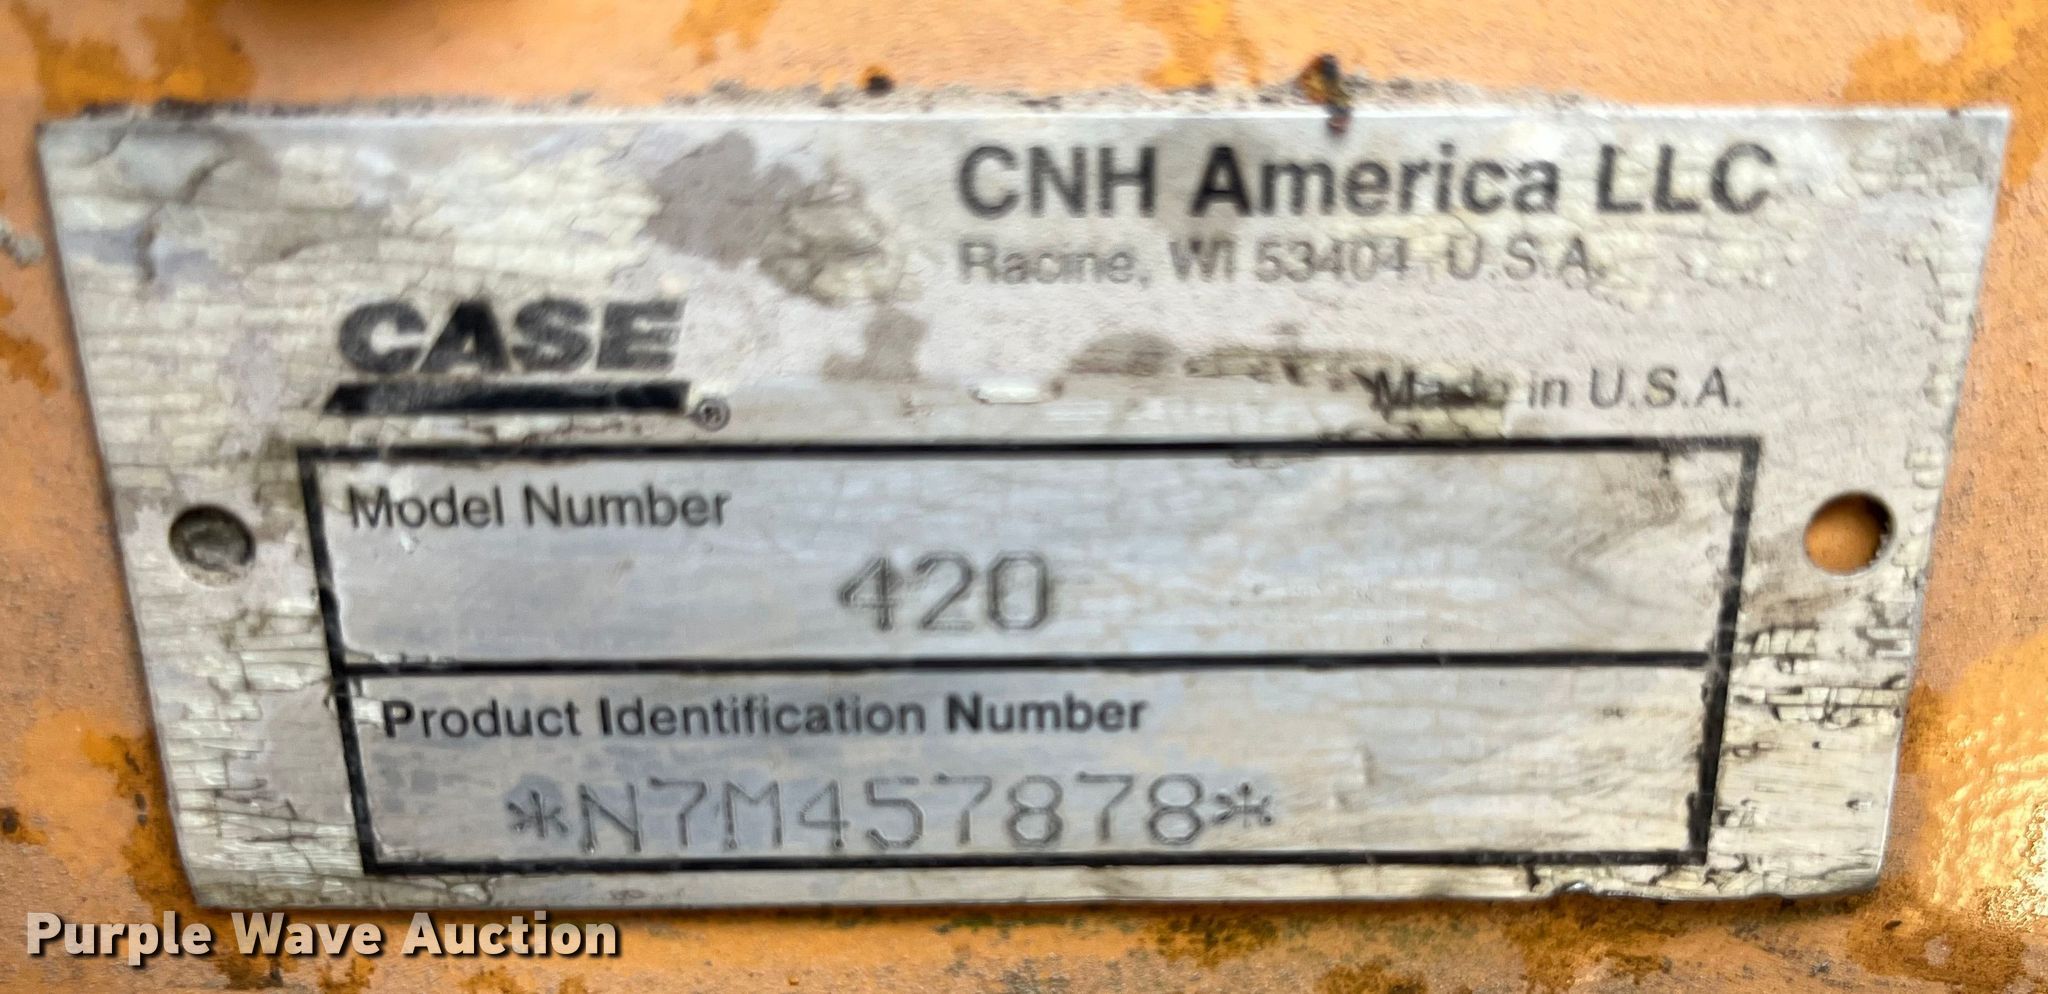 CNH America LLC
Racine, WI 53404 U.S.A.
CASE
®
Made in U.S.A.
Model Number
420
Product Identification Number
*N7M457878*
Purple Wave Auction